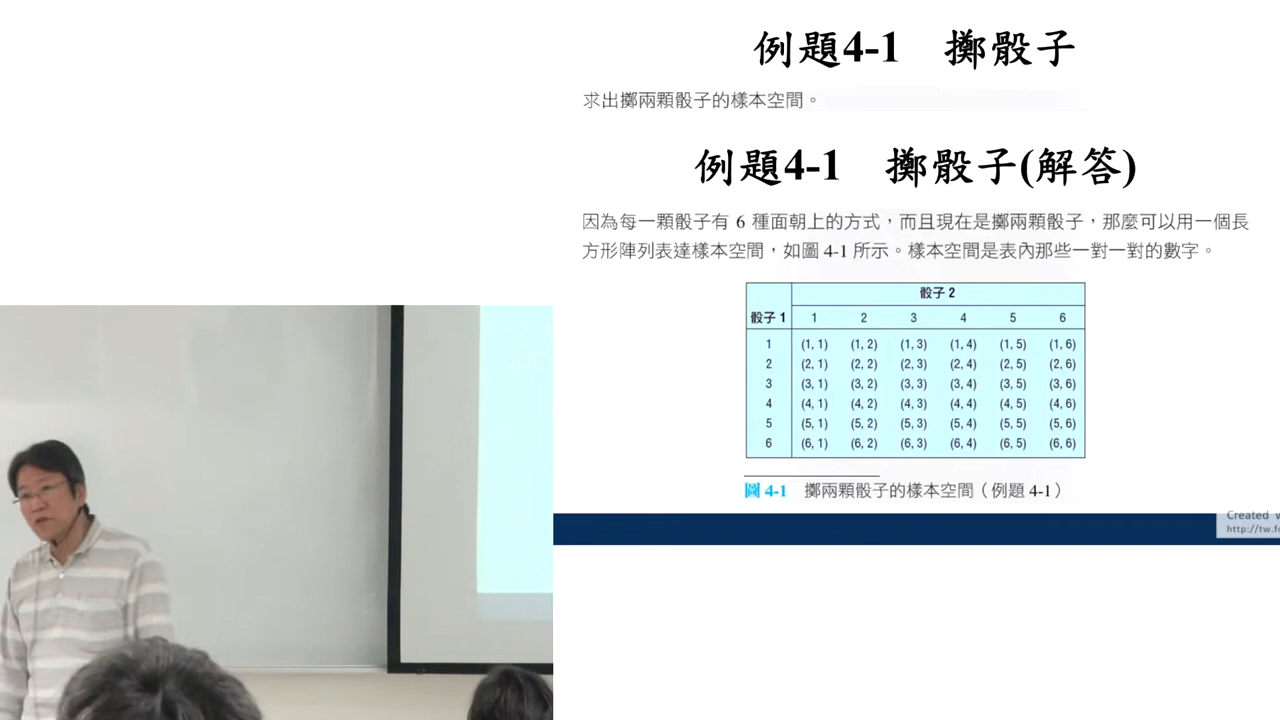 例題4-1 擲骰子
求出擲兩顆骰子的樣本空間。
例題4-1 擲骰子(解答)
因為每一顆骰子有 6 種面朝上的方式，而且現在是擲兩顆骰子，那麼可以用一個長
方形陣列表達樣本空間，如圖 4-1 所示。樣本空間是表內那些一對一對的數字。
骰子 2
骰子 1 1 2 3 4 5 6
1 (1, 1) (1, 2) (1, 3) (1, 4) (1, 5) (1, 6)
2 (2, 1) (2, 2) (2, 3) (2, 4) (2, 5) (2, 6)
3 (3, 1) (3, 2) (3, 3) (3, 4) (3, 5) (3, 6)
4 (4, 1) (4, 2) (4, 3) (4, 4) (4, 5) (4, 6)
5 (5, 1) (5, 2) (5, 3) (5, 4) (5, 5) (5, 6)
6 (6, 1) (6, 2) (6, 3) (6, 4) (6, 5) (6, 6)
圖 4-1 擲兩顆骰子的樣本空間（例題 4-1）
Created
http://tw.f